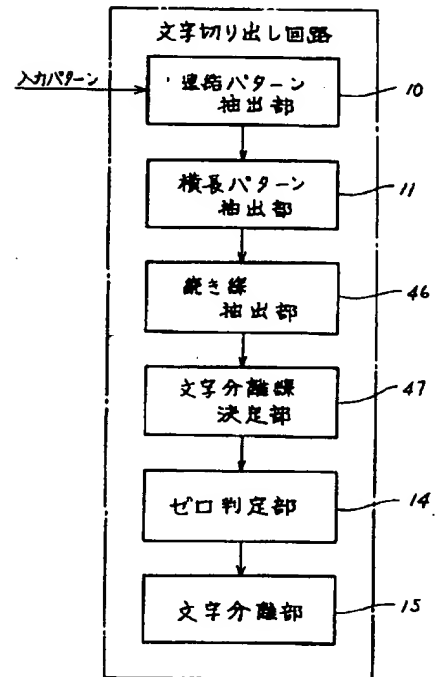 文字切り出し回路
入力パターン
連結パターン
抽出部
10
横長パターン
抽出部
11
続き線
抽出部
46
文字分離線
決定部
47
ゼロ判定部
14
文字分離部
15